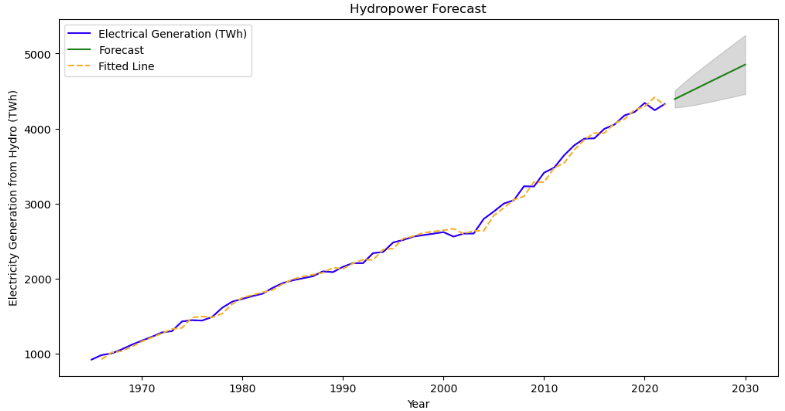 Hydropower Forecast
Electrical Generation (TWh)
Forecast
Fitted Line
Electricity Generation from Hydro (TWh)
5000
4000
3000
2000
1000
1970 1980 1990 2000 2010 2020 2030
Year